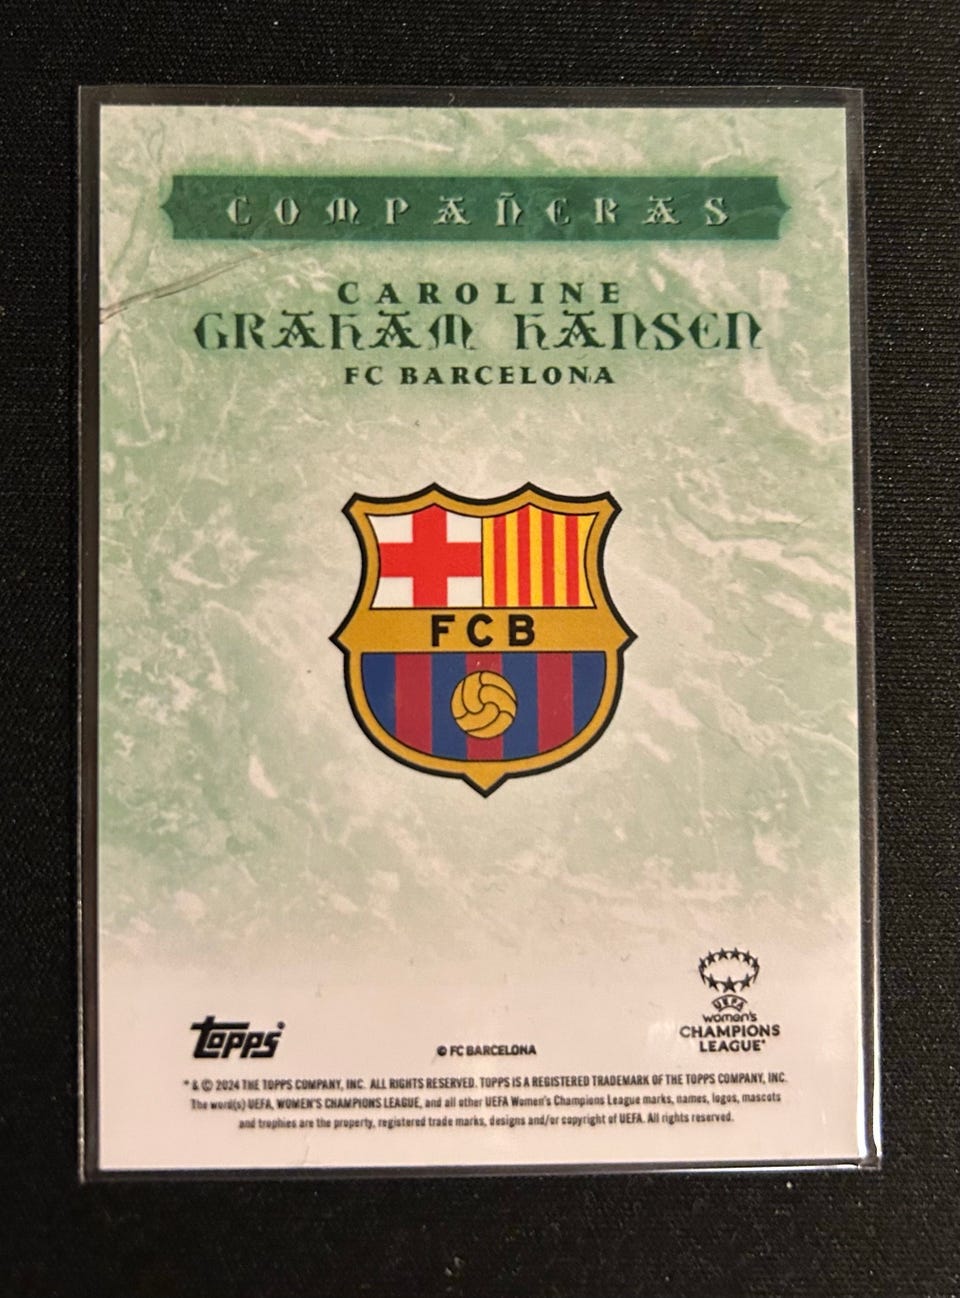 COMPAÑERAS
CAROLINE
GRAHAM HANSEN
FC BARCELONA
FCB
UEFA
women's
CHAMPIONS
LEAGUE™
Topps®
© FC BARCELONA
® & © 2024 THE TOPPS COMPANY, INC. ALL RIGHTS RESERVED. TOPPS IS A REGISTERED TRADEMARK OF THE TOPPS COMPANY, INC.
The word(s) UEFA, WOMEN'S CHAMPIONS LEAGUE, and all other UEFA Women's Champions League marks, names, logos, mascots
and trophies are the property, registered trade marks, designs and/or copyright of UEFA. All rights reserved.